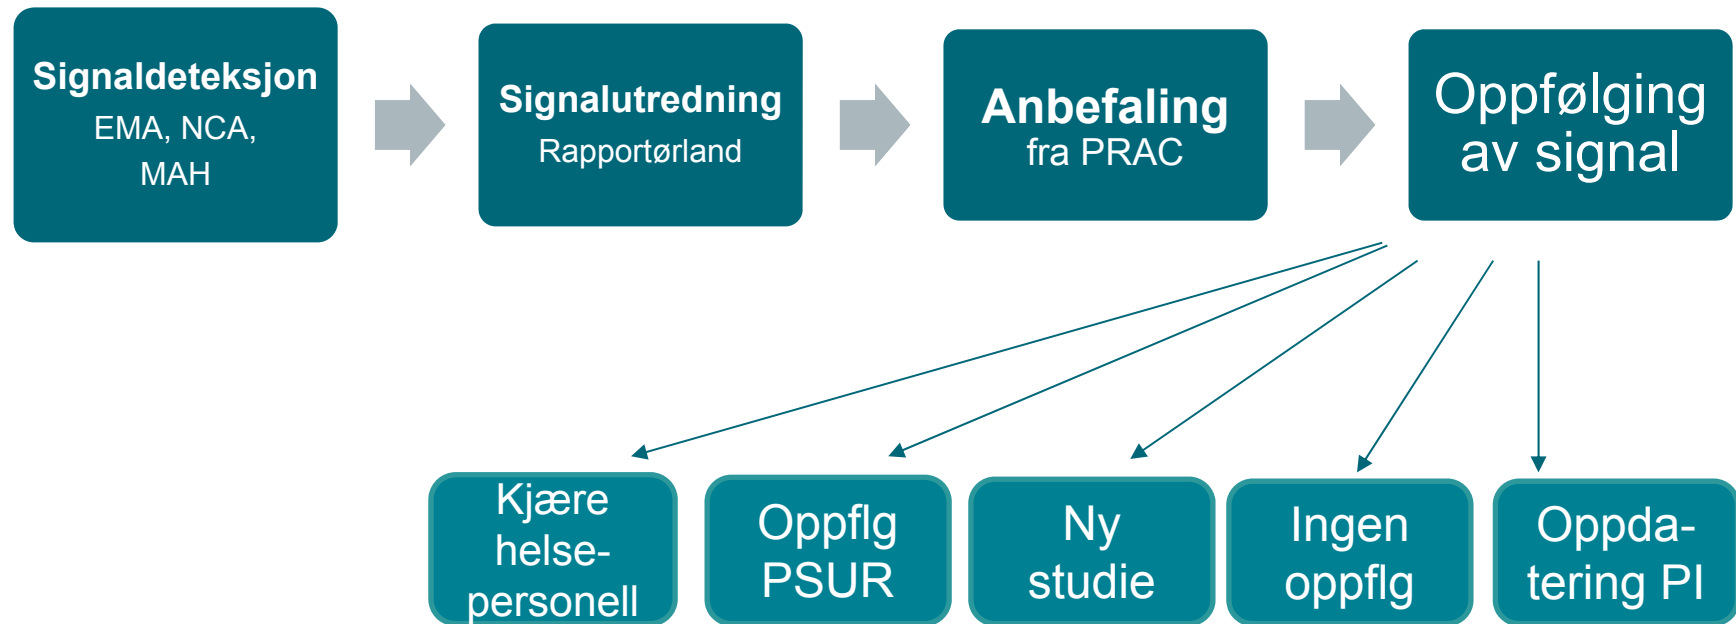 Signaldeteksjon
EMA, NCA,
MAH
Signalutredning
Rapportørland
Anbefaling
fra PRAC
Oppfølging
av signal
Kjære
helse-
personell
Oppflg
PSUR
Ny
studie
Ingen
oppflg
Oppda-
tering PI